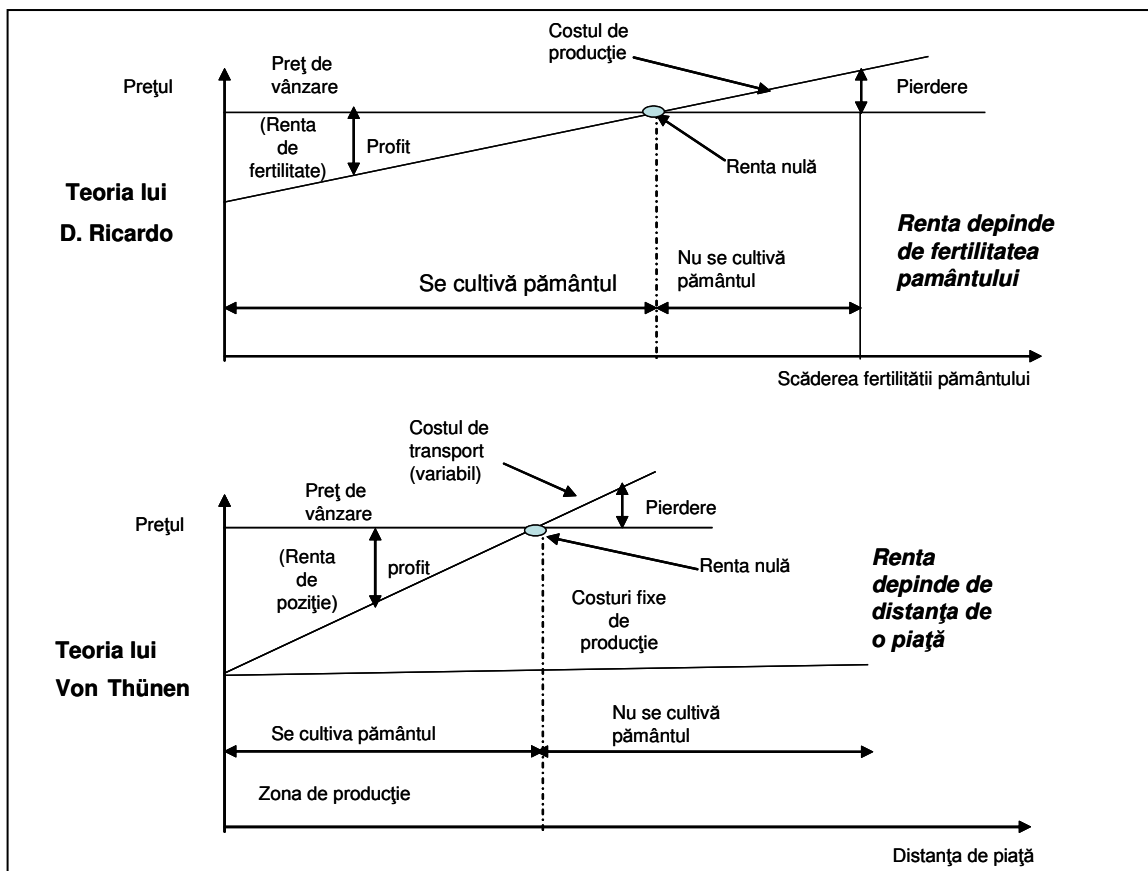 Costul de
producţie
Preţ de
vânzare
Preţul
Pierdere
(Renta
de
fertilitate)
Profit
Renta nulă
Teoria lui
D. Ricardo
Renta depinde
de fertilitatea
pamântului
Nu se cultivă
pământul
Se cultivă pământul
Scăderea fertilităţii pământului
Costul de
transport
(variabil)
Preţ de
vânzare
Pierdere
Preţul
(Renta
de
poziţie)
profit
Renta nulă
Renta
depinde de
distanţa de
o piaţă
Costuri fixe
de
producţie
Teoria lui
Von Thünen
Nu se cultivă
pământul
Se cultiva pământul
Zona de producţie
Distanţa de piaţă